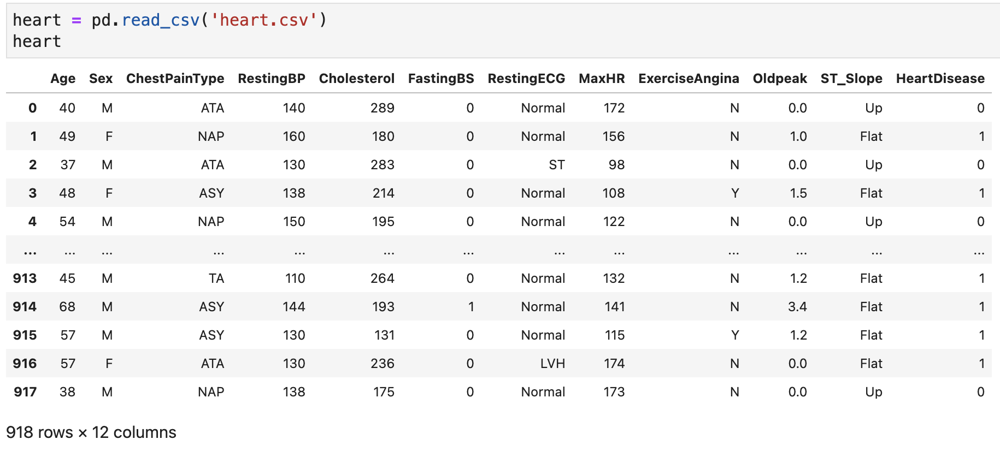 heart = pd.read_csv('heart.csv')
heart
Age Sex ChestPainType RestingBP Cholesterol FastingBS RestingECG MaxHR ExerciseAngina Oldpeak ST_Slope HeartDisease
0 40 M ATA 140 289 0 Normal 172 N 0.0 Up 0
1 49 F NAP 160 180 0 Normal 156 N 1.0 Flat 1
2 37 M ATA 130 283 0 ST 98 N 0.0 Up 0
3 48 F ASY 138 214 0 Normal 108 Y 1.5 Flat 1
4 54 M NAP 150 195 0 Normal 122 N 0.0 Up 0
... ... ... ... ... ... ... ... ... ... ... ... ...
913 45 M TA 110 264 0 Normal 132 N 1.2 Flat 1
914 68 M ASY 144 193 1 Normal 141 N 3.4 Flat 1
915 57 M ASY 130 131 0 Normal 115 Y 1.2 Flat 1
916 57 F ATA 130 236 0 LVH 174 N 0.0 Flat 1
917 38 M NAP 138 175 0 Normal 173 N 0.0 Up 0
918 rows × 12 columns